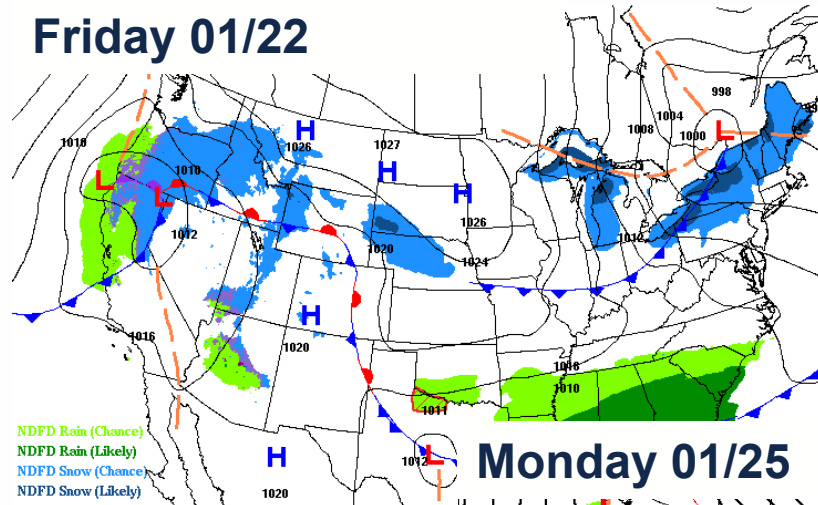 Friday 01/22
998
1004
1008
1000
L
1018
H
1026
1027
H
1010
L
L
H
1026
1012
1012
1020
1024
H
1016
1020
1018
1010
1011
1012
L
H
1020
NDFD Rain (Chance)
NDFD Rain (Likely)
NDFD Snow (Chance)
NDFD Snow (Likely)
Monday 01/25